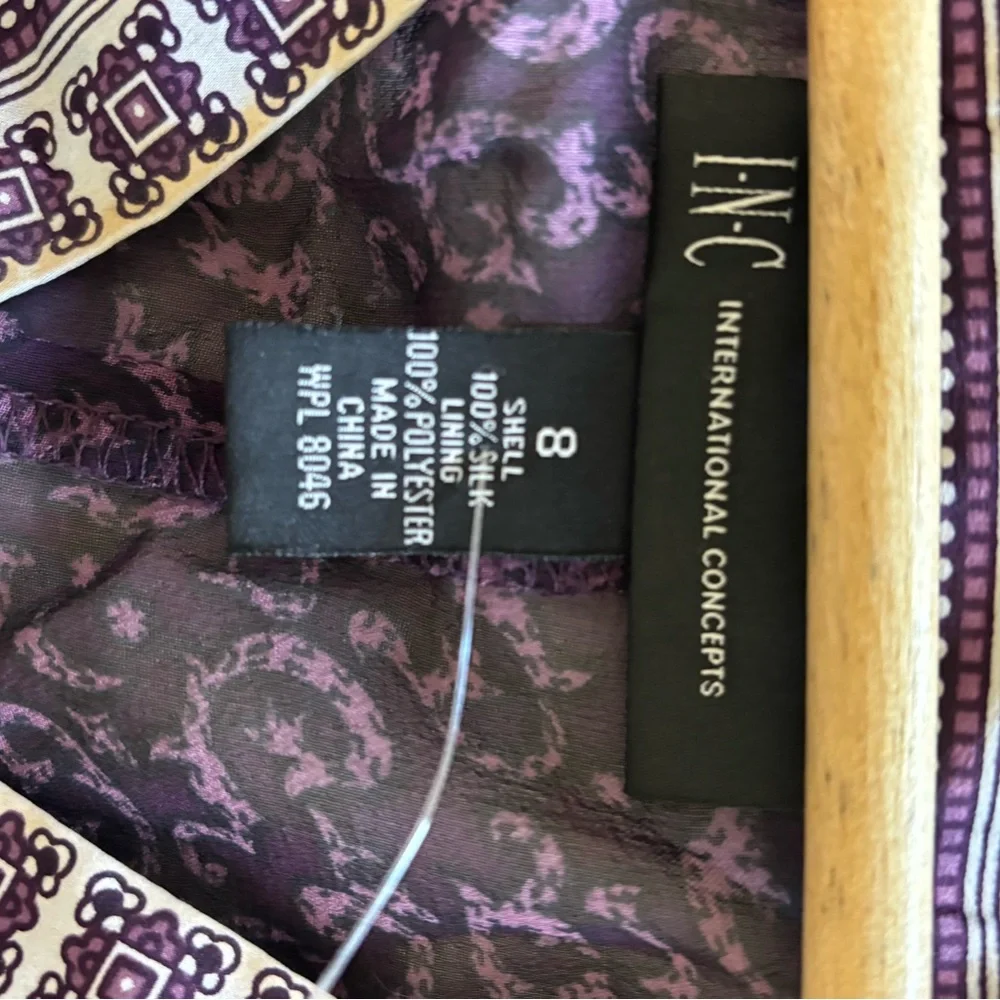 I·N·C
INTERNATIONAL CONCEPTS
8
SHELL
100% SILK
LINING
100% POLYESTER
MADE IN
CHINA
WPL 8046